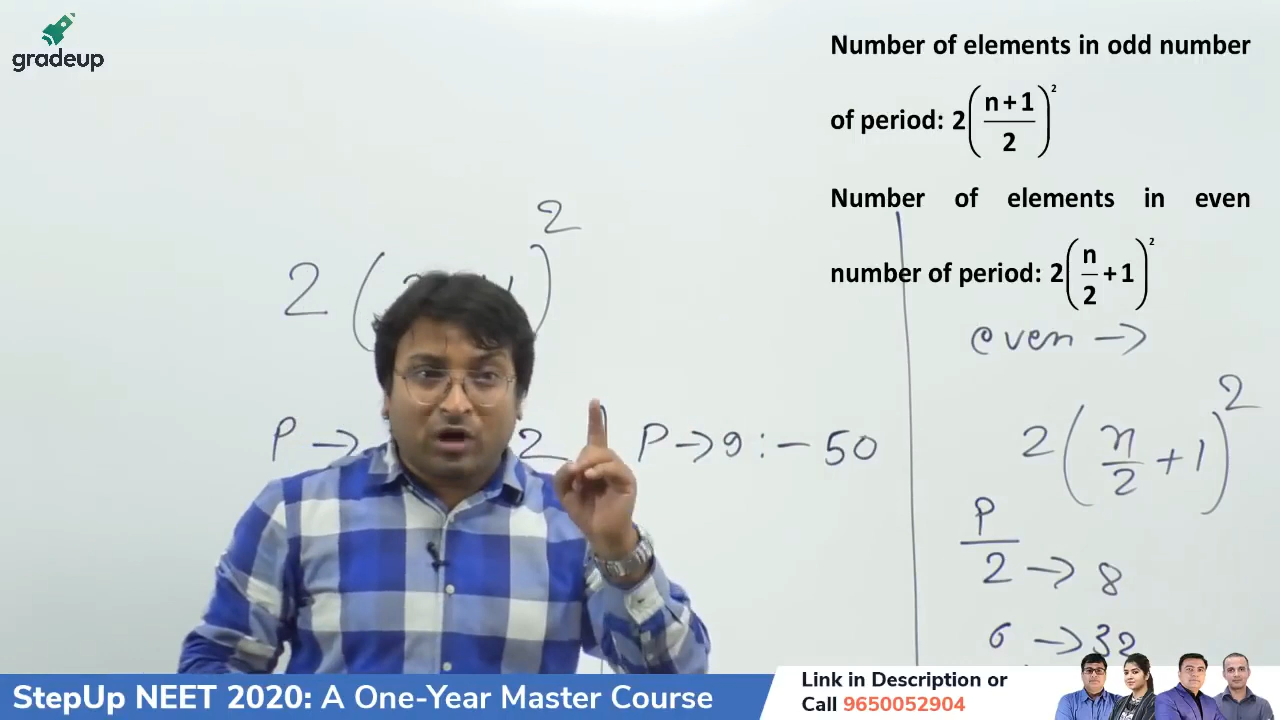 gradeup
Number of elements in odd number
of period: 2((n+1)/2)²
Number of elements in even
number of period: 2(n/2+1)²
2 ( )²
P → 2
P → 9 :- 50
even →
2(n/2 + 1)²
P
2 → 8
6 → 32
StepUp NEET 2020: A One-Year Master Course
Link in Description or
Call 9650052904